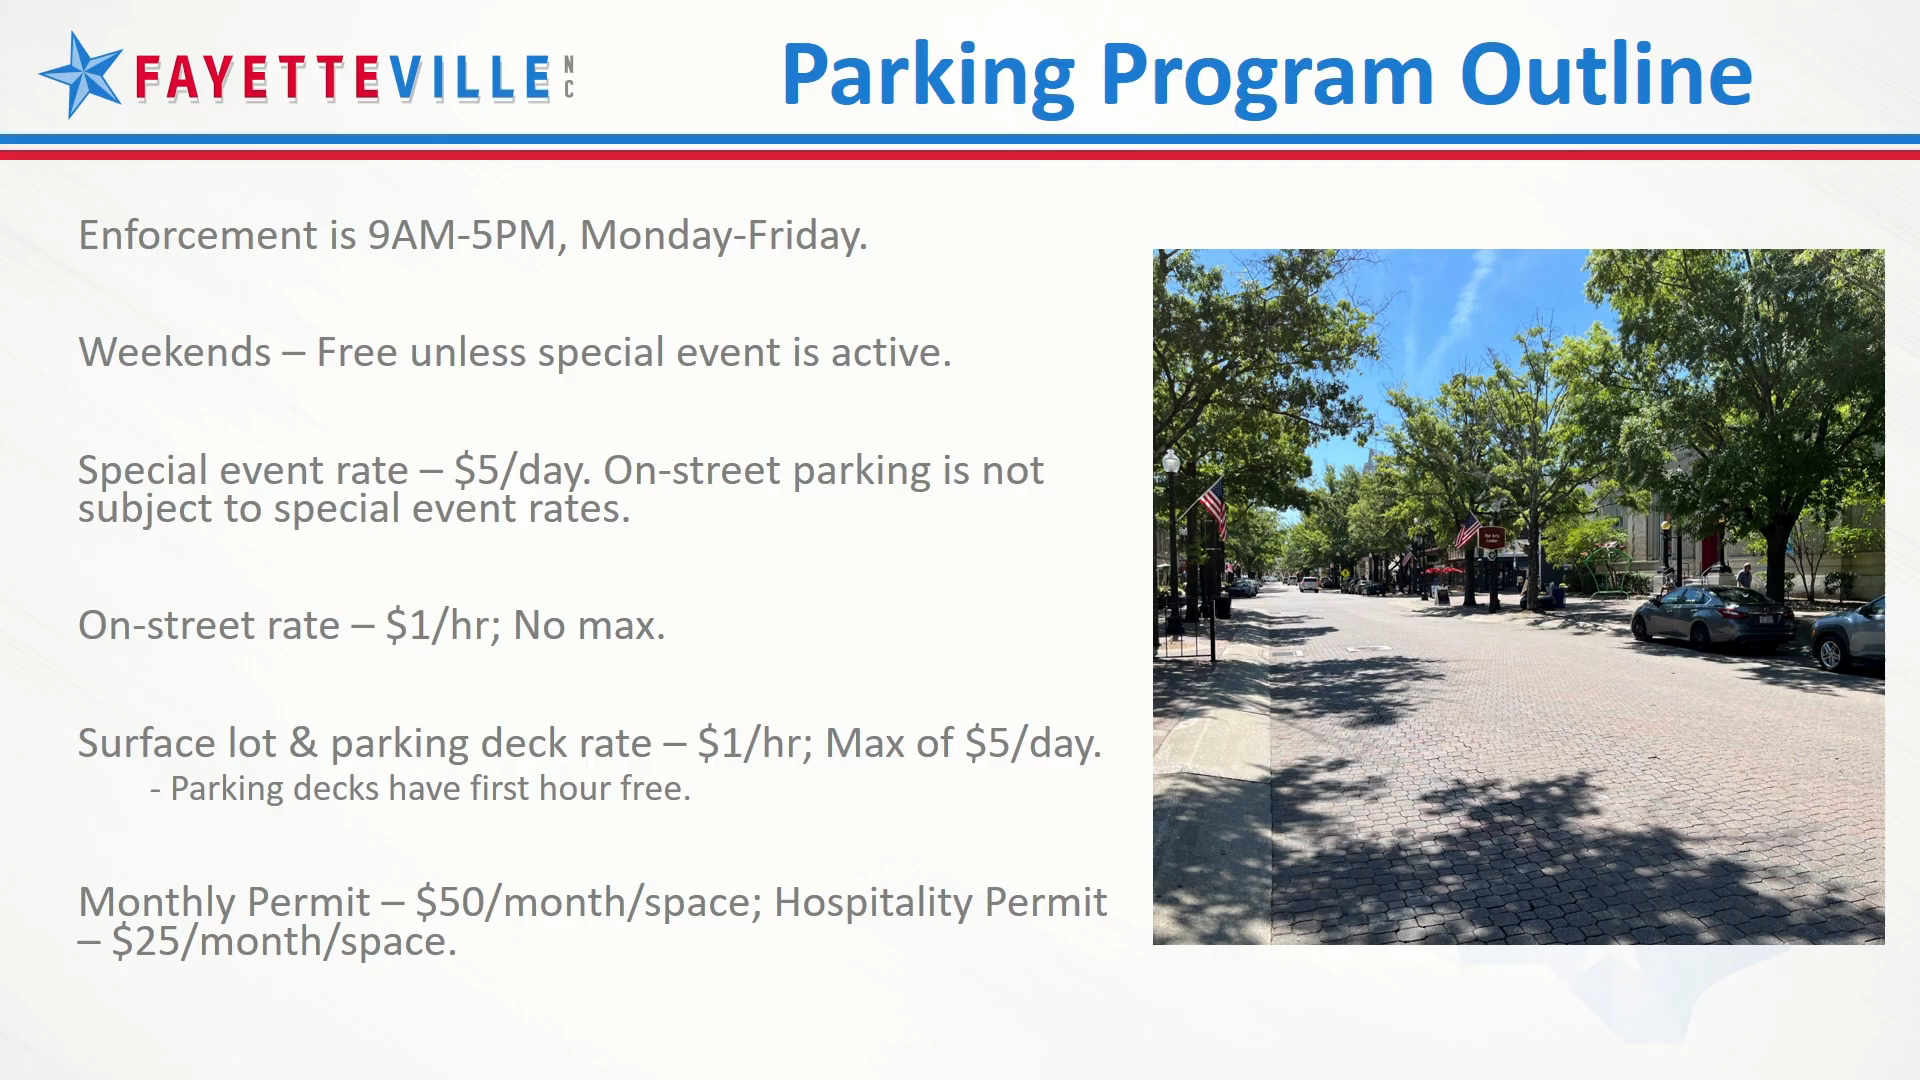 FAYETTEVILLE NC
Parking Program Outline
Enforcement is 9AM-5PM, Monday-Friday.
Weekends – Free unless special event is active.
Special event rate – $5/day. On-street parking is not
subject to special event rates.
On-street rate – $1/hr; No max.
Surface lot & parking deck rate – $1/hr; Max of $5/day.
- Parking decks have first hour free.
Monthly Permit – $50/month/space; Hospitality Permit
– $25/month/space.
The Arts
Center